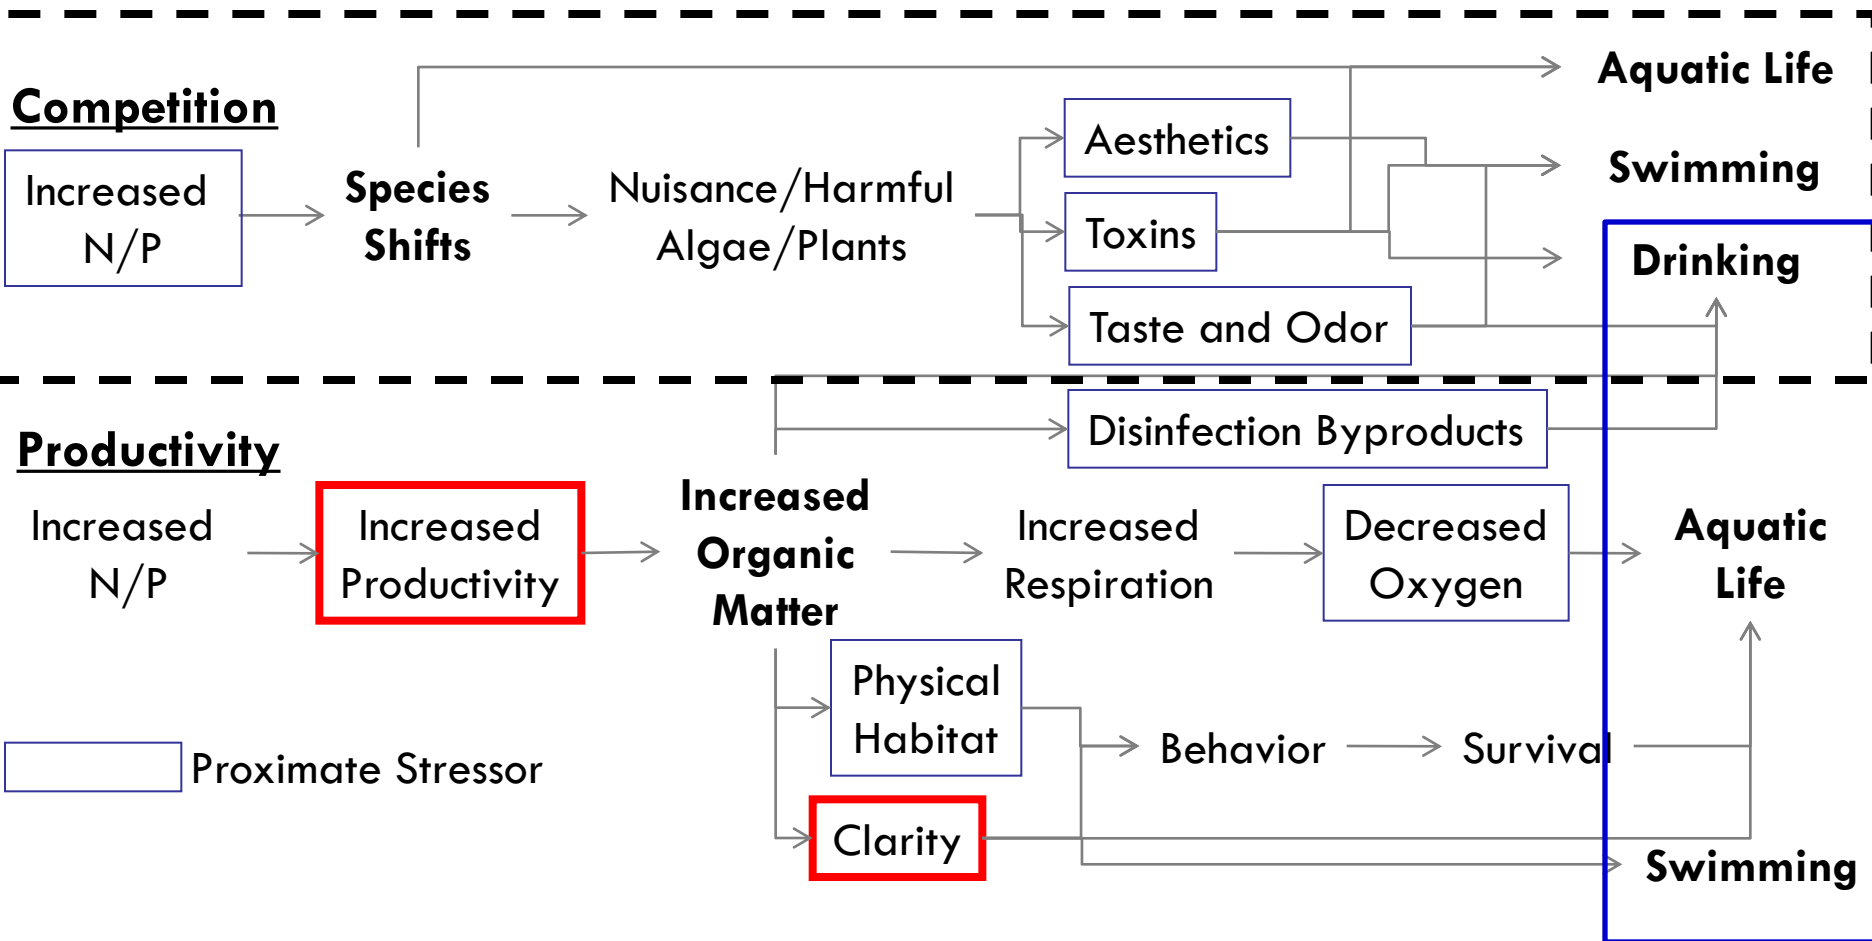 Competition
Increased
N/P
Species
Shifts
Nuisance/Harmful
Algae/Plants
Aesthetics
Toxins
Taste and Odor
Aquatic Life
Swimming
Drinking
Productivity
Increased
N/P
Increased
Productivity
Increased
Organic
Matter
Disinfection Byproducts
Increased
Respiration
Decreased
Oxygen
Aquatic
Life
Physical
Habitat
Behavior
Survival
Clarity
Swimming
Proximate Stressor